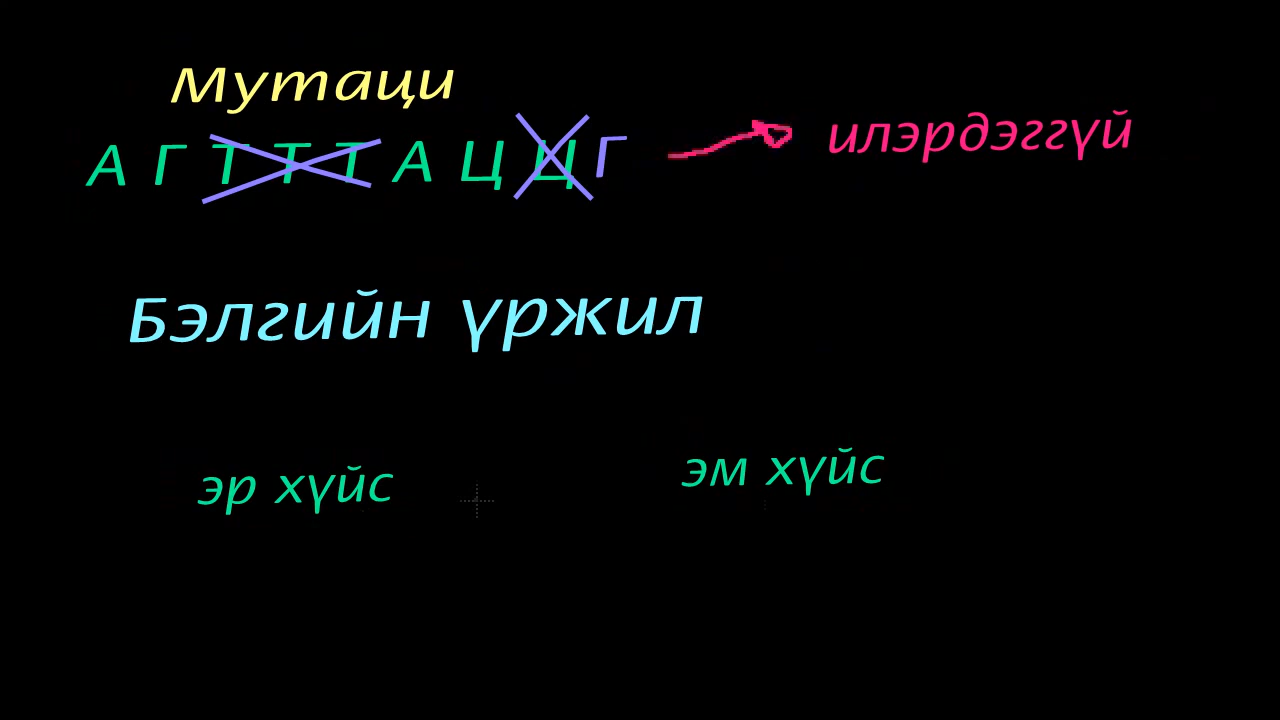 Мутаци
А Г Т Т Т А Ц Ц Г
илэрдэггүй
Бэлгийн үржил
эр хүйс
эм хүйс